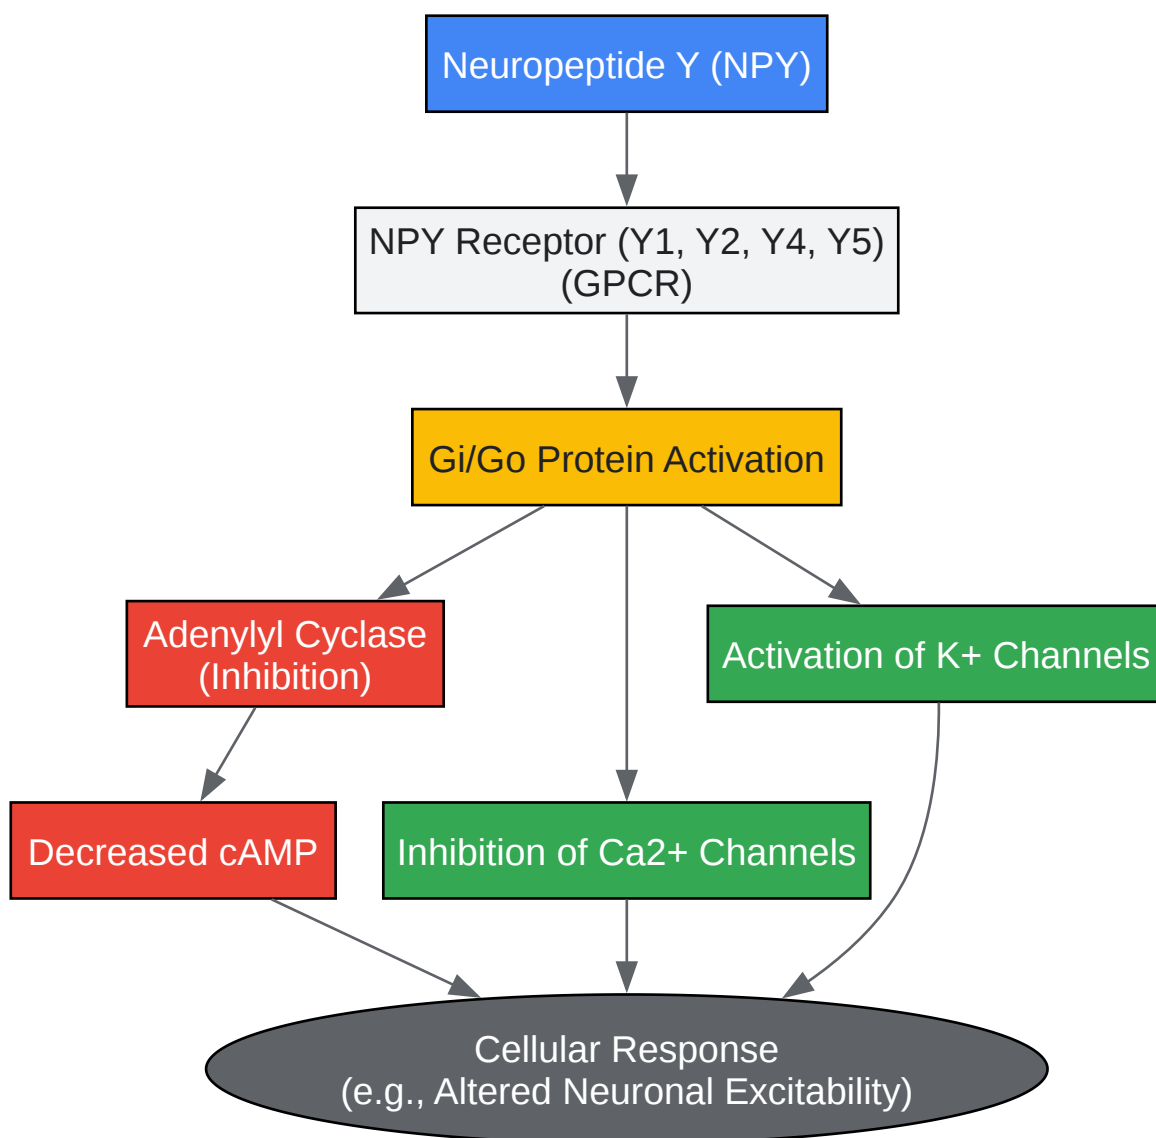 Neuropeptide Y (NPY)
NPY Receptor (Y1, Y2, Y4, Y5)
(GPCR)
Gi/Go Protein Activation
Adenylyl Cyclase
(Inhibition)
Activation of K+ Channels
Decreased cAMP
Inhibition of Ca2+ Channels
Cellular Response
(e.g., Altered Neuronal Excitability)